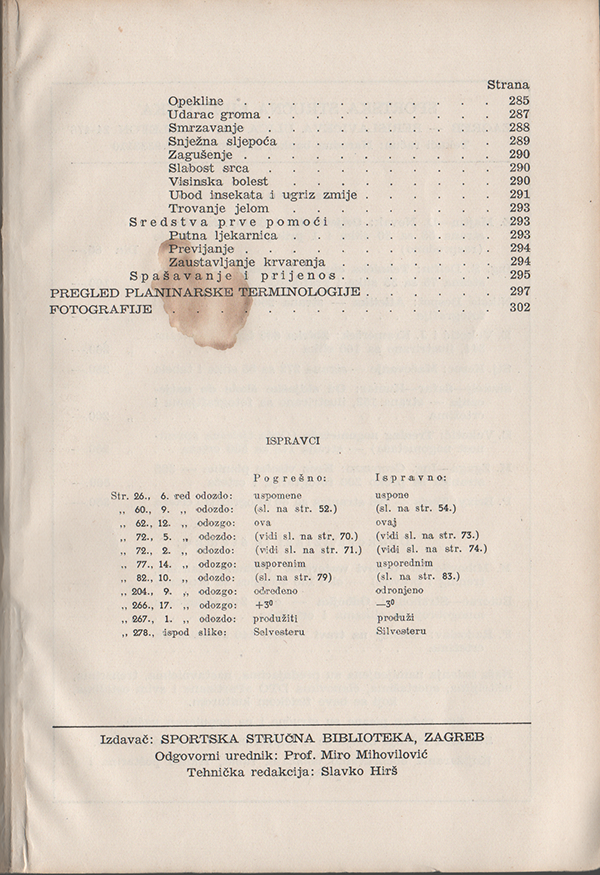 Strana
Opekline . . . . . . . . . . . 285
Udarac groma . . . . . . . . . . 287
Smrzavanje . . . . . . . . . . . 288
Snježna sljepoća . . . . . . . . . 289
Zagušenje . . . . . . . . . . . 290
Slabost srca . . . . . . . . . . 290
Visinska bolest . . . . . . . . . 290
Ubod insekata i ugriz zmije . . . . . . 291
Trovanje jelom . . . . . . . . . 293
Sredstva prve pomoći . . . . . . . 293
Putna ljekarnica . . . . . . . . . 293
Previjanje . . . . . . . . . . . 294
Zaustavljanje krvarenja . . . . . . . 294
Spašavanje i prijenos . . . . . . . 295
PREGLED PLANINARSKE TERMINOLOGIJE . . . . . . 297
FOTOGRAFIJE . . . . . . . . . . . . . . 302
ISPRAVCI
Pogrešno: Ispravno:
Str. 26., 6. red odozdo: uspomene uspone
„ 60., 9. „ odozdo: (sl. na str. 52.) (sl. na str. 54.)
„ 62., 12. „ odozgo: ova ovaj
„ 72., 5. „ odozdo: (vidi sl. na str. 70.) (vidi sl. na str. 73.)
„ 72., 2. „ odozdo: (vidi sl. na str. 71.) (vidi sl. na str. 74.)
„ 77., 14. „ odozgo: usporenim usporednim
„ 82., 10. „ odozdo: (sl. na str. 79) (sl. na str. 83.)
„ 204., 9. „ odozgo: određeno odronjeno
„ 266., 17. „ odozgo: +3⁰ —3⁰
„ 267., 1. „ odozdo: produžiti produži
„ 278., ispod slike: Selvesteru Silvesteru
Izdavač: SPORTSKA STRUČNA BIBLIOTEKA, ZAGREB
Odgovorni urednik: Prof. Miro Mihovilović
Tehnička redakcija: Slavko Hirš